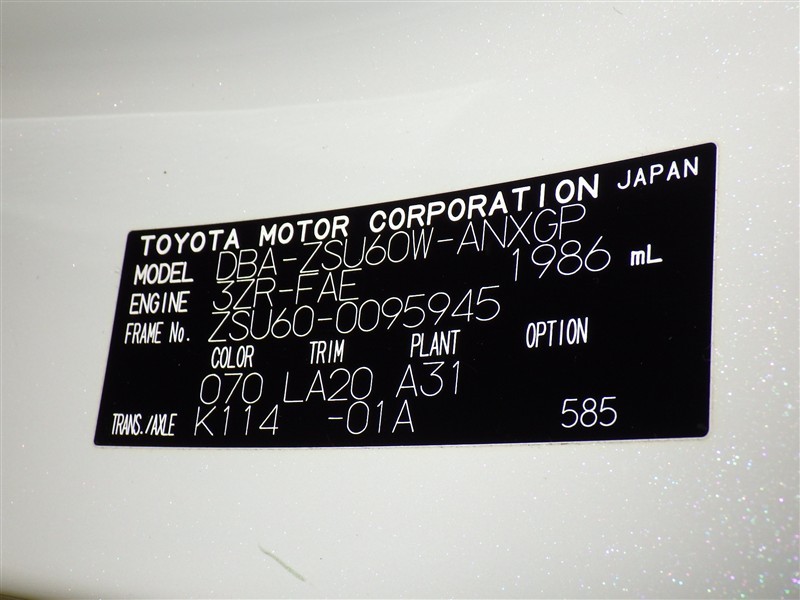 TOYOTA MOTOR CORPORATION JAPAN
MODEL DBA-ZSU60W-ANXGP
ENGINE 3ZR-FAE 1986 mL
FRAME No. ZSU60-0095945
COLOR TRIM PLANT OPTION
070 LA20 A31
TRANS./AXLE K114 -01A 585